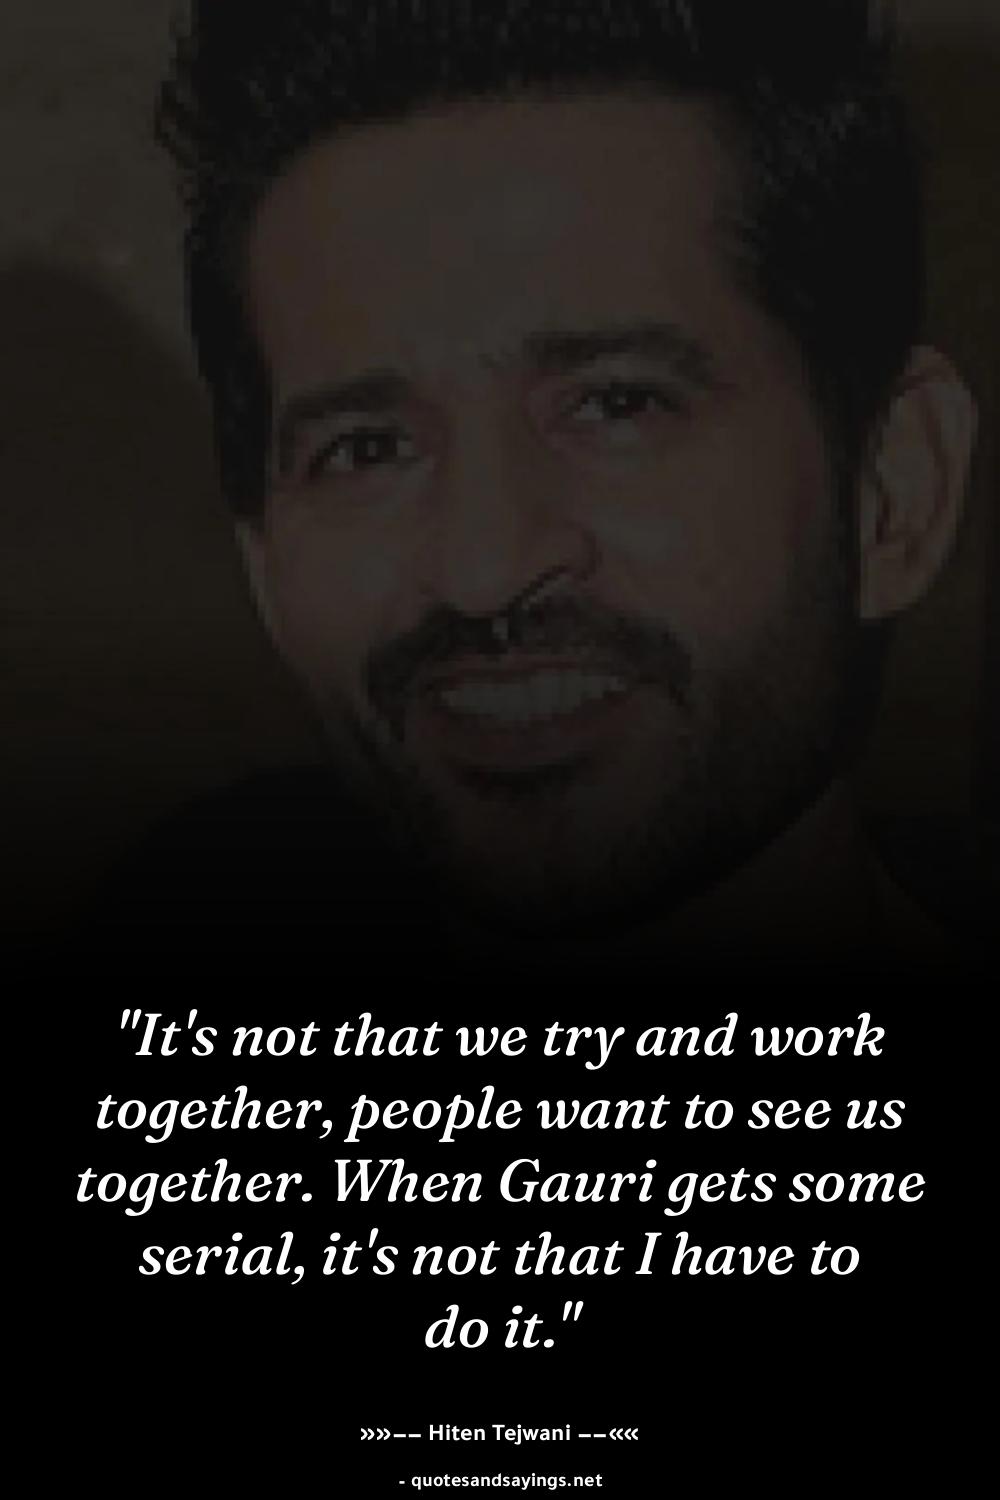 "It's not that we try and work
together, people want to see us
together. When Gauri gets some
serial, it's not that I have to
do it."
»»–– Hiten Tejwani ––««
- quotesandsayings.net